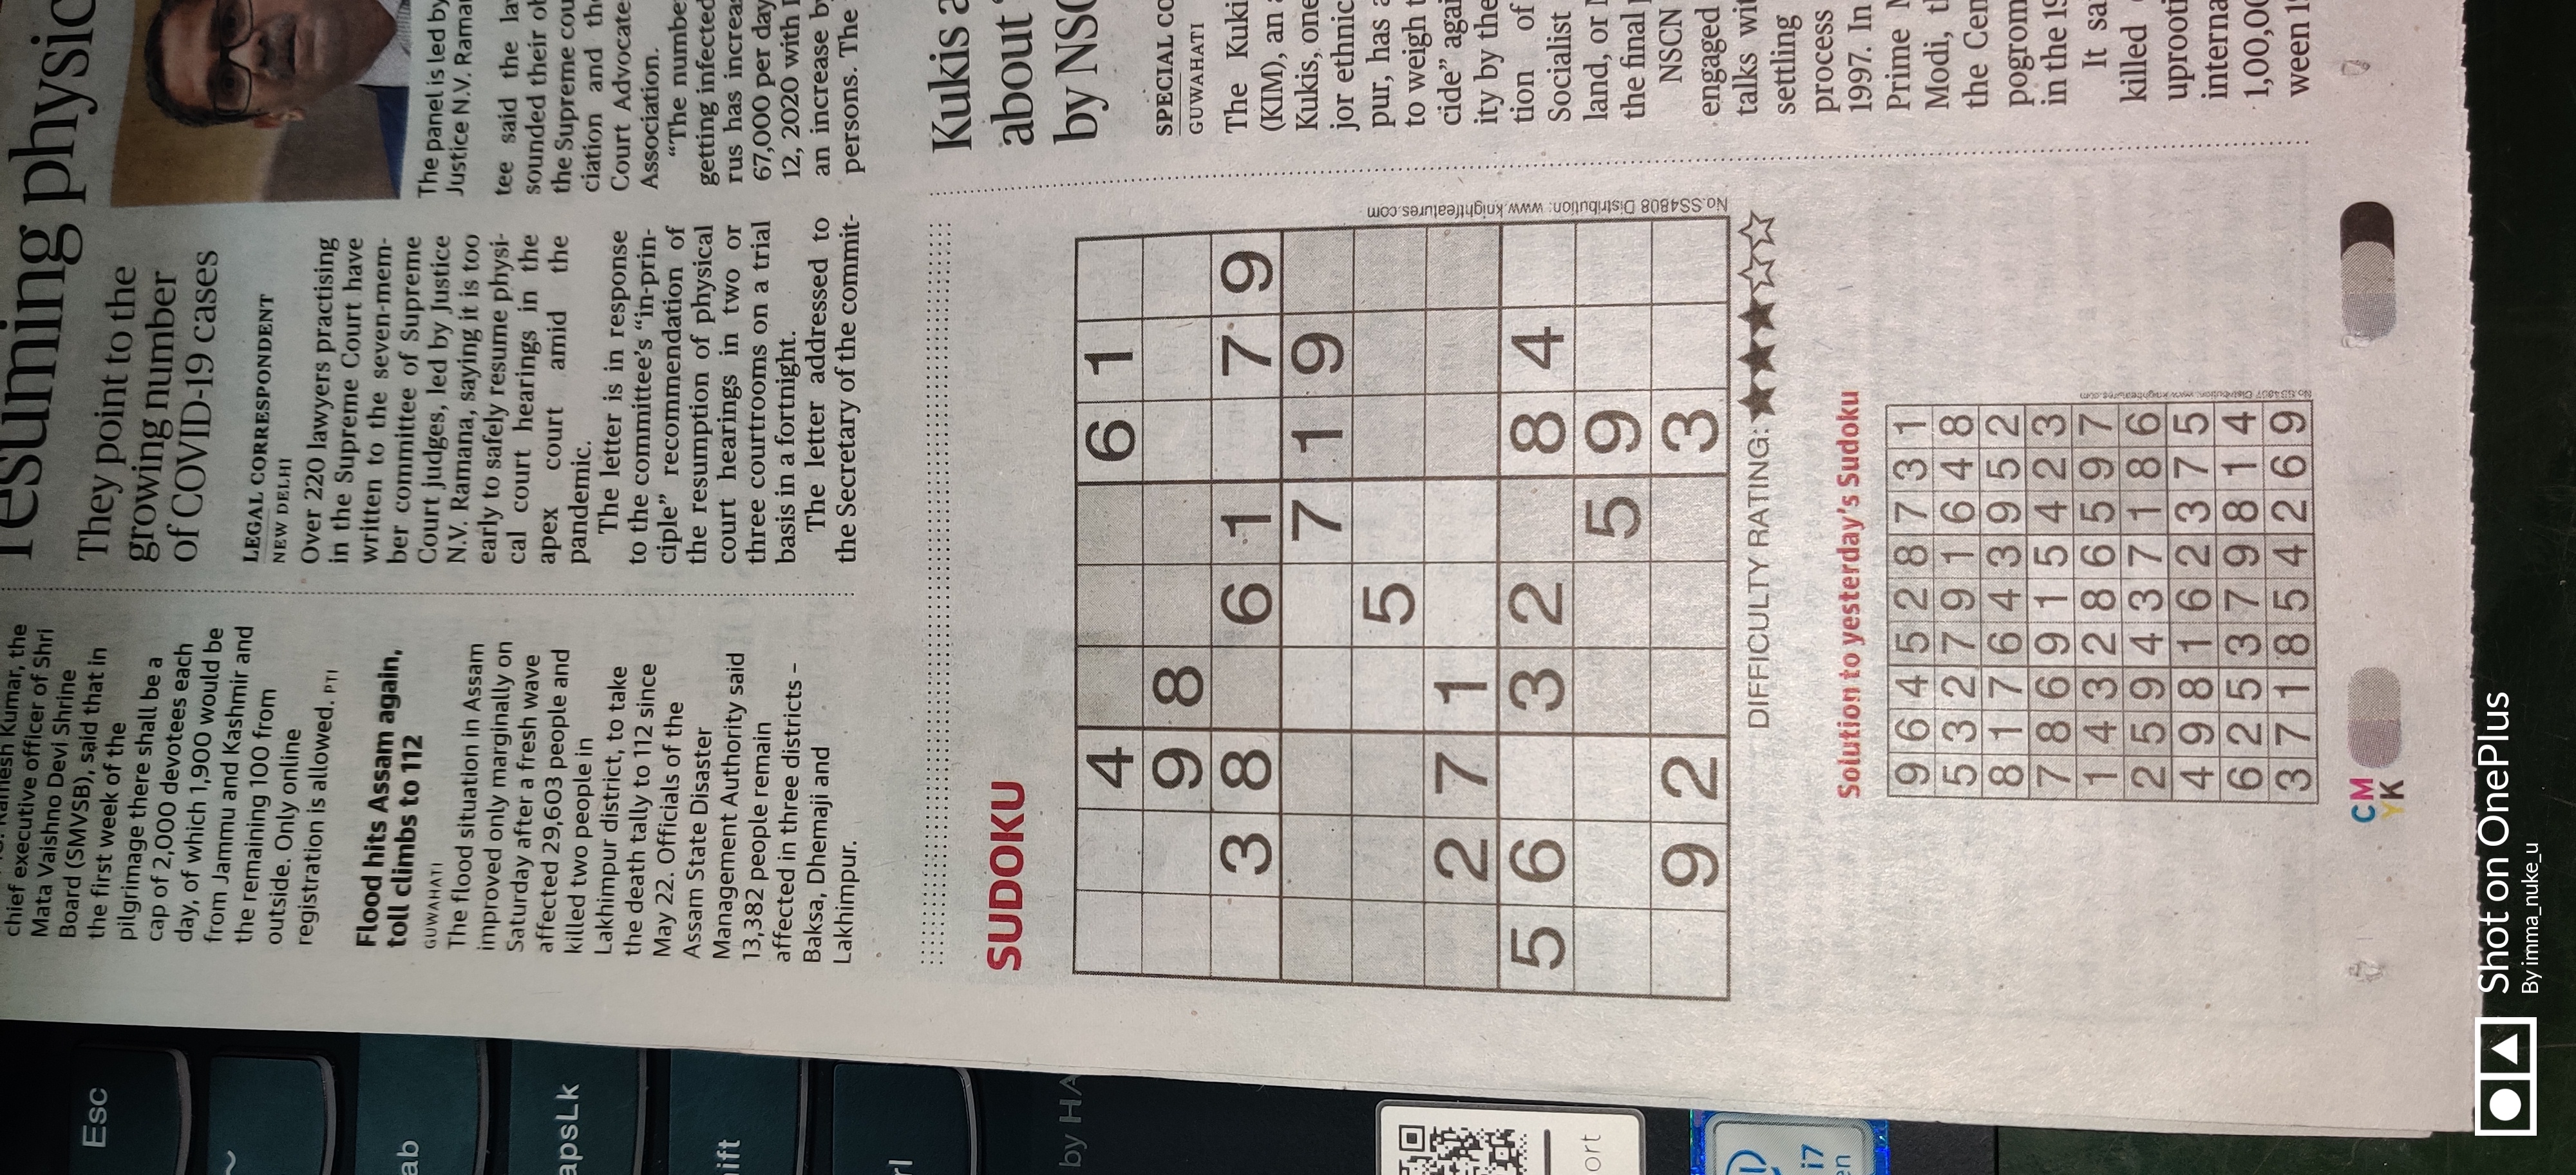 Ramesh Kumar, the
chief executive officer of Shri
Mata Vaishno Devi Shrine
Board (SMVSB), said that in
the first week of the
pilgrimage there shall be a
cap of 2,000 devotees each
day, of which 1,900 would be
from Jammu and Kashmir and
the remaining 100 from
outside. Only online
registration is allowed. PTI
Flood hits Assam again,
toll climbs to 112
GUWAHATI
The flood situation in Assam
improved only marginally on
Saturday after a fresh wave
affected 29,603 people and
killed two people in
Lakhimpur district, to take
the death tally to 112 since
May 22. Officials of the
Assam State Disaster
Management Authority said
13,382 people remain
affected in three districts –
Baksa, Dhemaji and
Lakhimpur.
resuming physic
They point to the
growing number
of COVID-19 cases
LEGAL CORRESPONDENT
NEW DELHI
Over 220 lawyers practising
in the Supreme Court have
written to the seven-mem-
ber committee of Supreme
Court judges, led by Justice
N.V. Ramana, saying it is too
early to safely resume physi-
cal court hearings in the
apex court amid the
pandemic.
The letter is in response
to the committee's “in-prin-
ciple” recommendation of
the resumption of physical
court hearings in two or
three courtrooms on a trial
basis in a fortnight.
The letter addressed to
the Secretary of the commit-
The panel is led by
Justice N.V. Rama
tee said the la
sounded their ob
the Supreme cou
ciation and the
Court Advocate
Association.
“The numbe
getting infected
rus has increas
67,000 per day
12, 2020 with
an increase by
persons. The
Kukis a
about
by NSC
SPECIAL CO
GUWAHATI
The Kuki
(KIM), an
Kukis, one
jor ethnic
pur, has a
to weigh t
cide” agai
ity by the
tion of
Socialist
land, or
the final
NSCN
engaged
talks wit
settling
process
1997. In
Prime
Modi, th
the Cen
pogrom
in the 19
It sa
killed
uprooti
interna
1,00,00
ween 1
SUDOKU
4 6 1
9 8
3 8 6 1 7 9
7 1 9
5
2 7 1
5 6 3 2 8 4
5 9
9 2 3
No.SS4808 Distribution: www.knightfeatures.com
DIFFICULTY RATING: ★★★☆☆
Solution to yesterday's Sudoku
9 6 4 5 2 8 7 3 1
5 3 2 7 9 1 6 4 8
8 1 7 6 4 3 9 5 2
7 8 6 9 1 5 4 2 3
1 4 3 2 8 6 5 9 7
2 5 9 4 3 7 1 8 6
4 9 8 1 6 2 3 7 5
6 2 5 3 7 9 8 1 4
3 7 1 8 5 4 2 6 9
No.SS4807 Distribution: www.knightfeatures.com
CM
YK
Esc
~
ab
apsLk
ift
rl
by HA
ort
i7
en
Shot on OnePlus
By imma_nuke_u